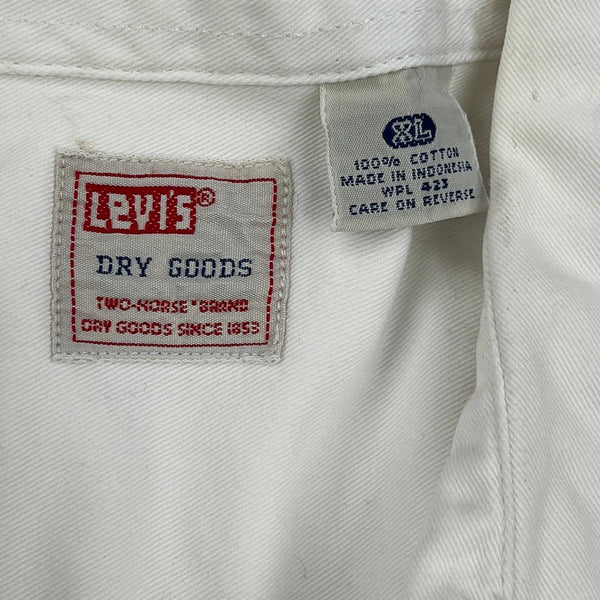 Levi's®
DRY GOODS
TWO-HORSE "BRAND
DRY GOODS SINCE 1853
XL
100% COTTON
MADE IN INDONESIA
WPL 423
CARE ON REVERSE